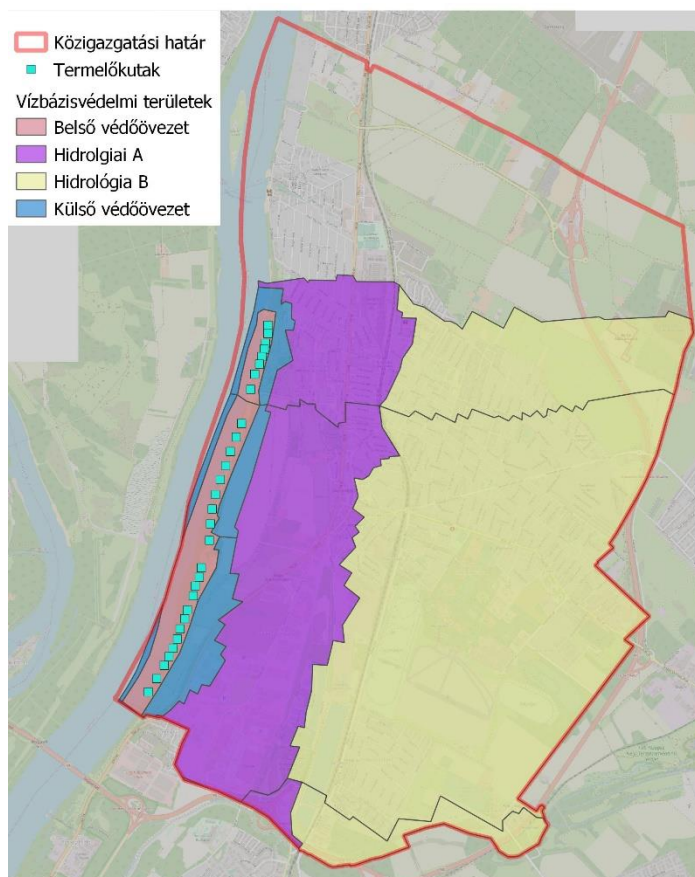 Közigazgatási határ
Termelőkutak
Vízbázisvédelmi területek
Belső védőövezet
Hidrolgiai A
Hidrológia B
Külső védőövezet